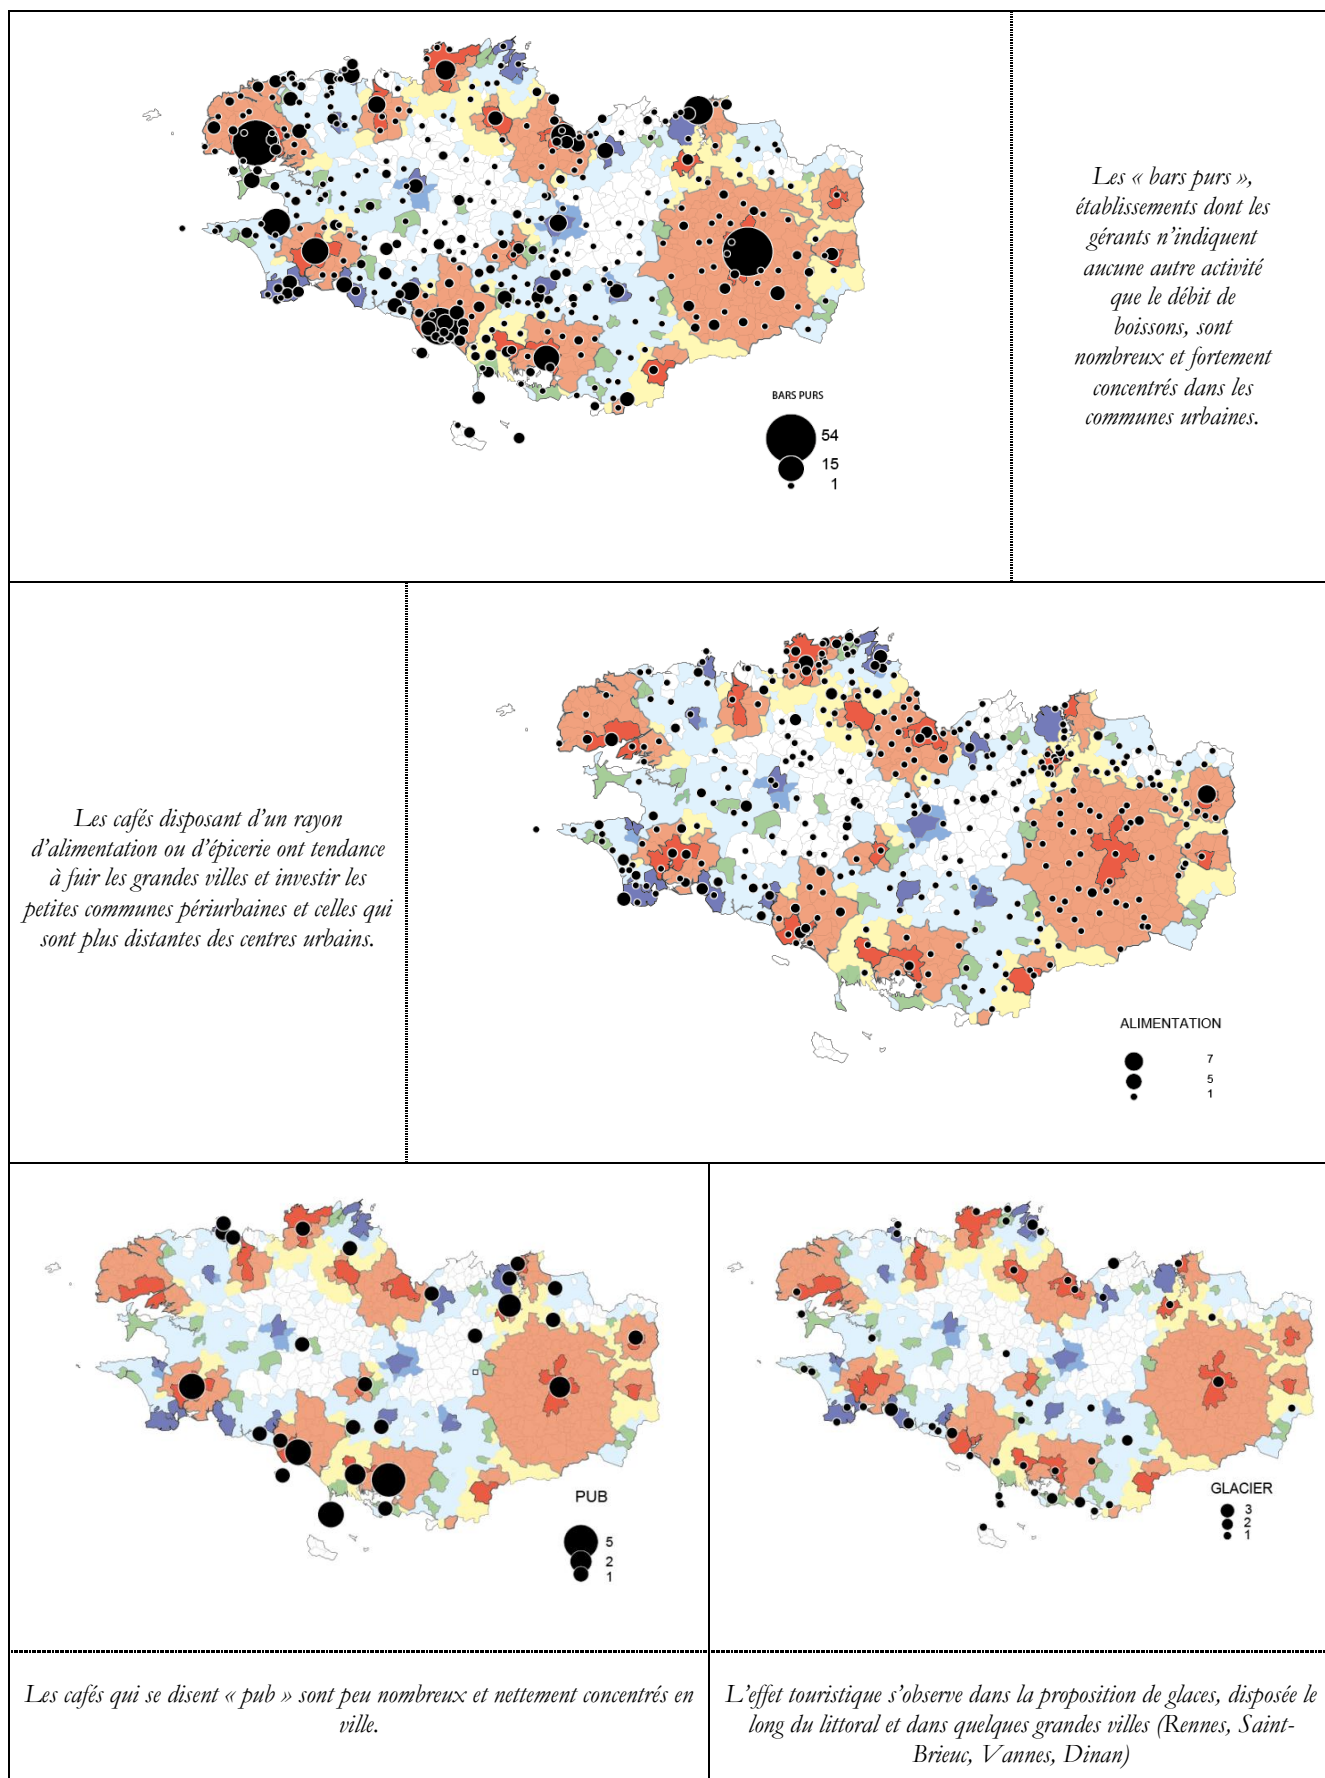 Les « bars purs »,
établissements dont les
gérants n'indiquent
aucune autre activité
que le débit de
boissons, sont
nombreux et fortement
concentrés dans les
communes urbaines.
BARS PURS
54
15
1
Les cafés disposant d'un rayon
d'alimentation ou d'épicerie ont tendance
à fuir les grandes villes et investir les
petites communes périurbaines et celles qui
sont plus distantes des centres urbains.
ALIMENTATION
7
5
1
PUB
5
2
1
GLACIER
3
2
1
Les cafés qui se disent « pub » sont peu nombreux et nettement concentrés en
ville.
L'effet touristique s'observe dans la proposition de glaces, disposée le
long du littoral et dans quelques grandes villes (Rennes, Saint-
Brieuc, Vannes, Dinan)